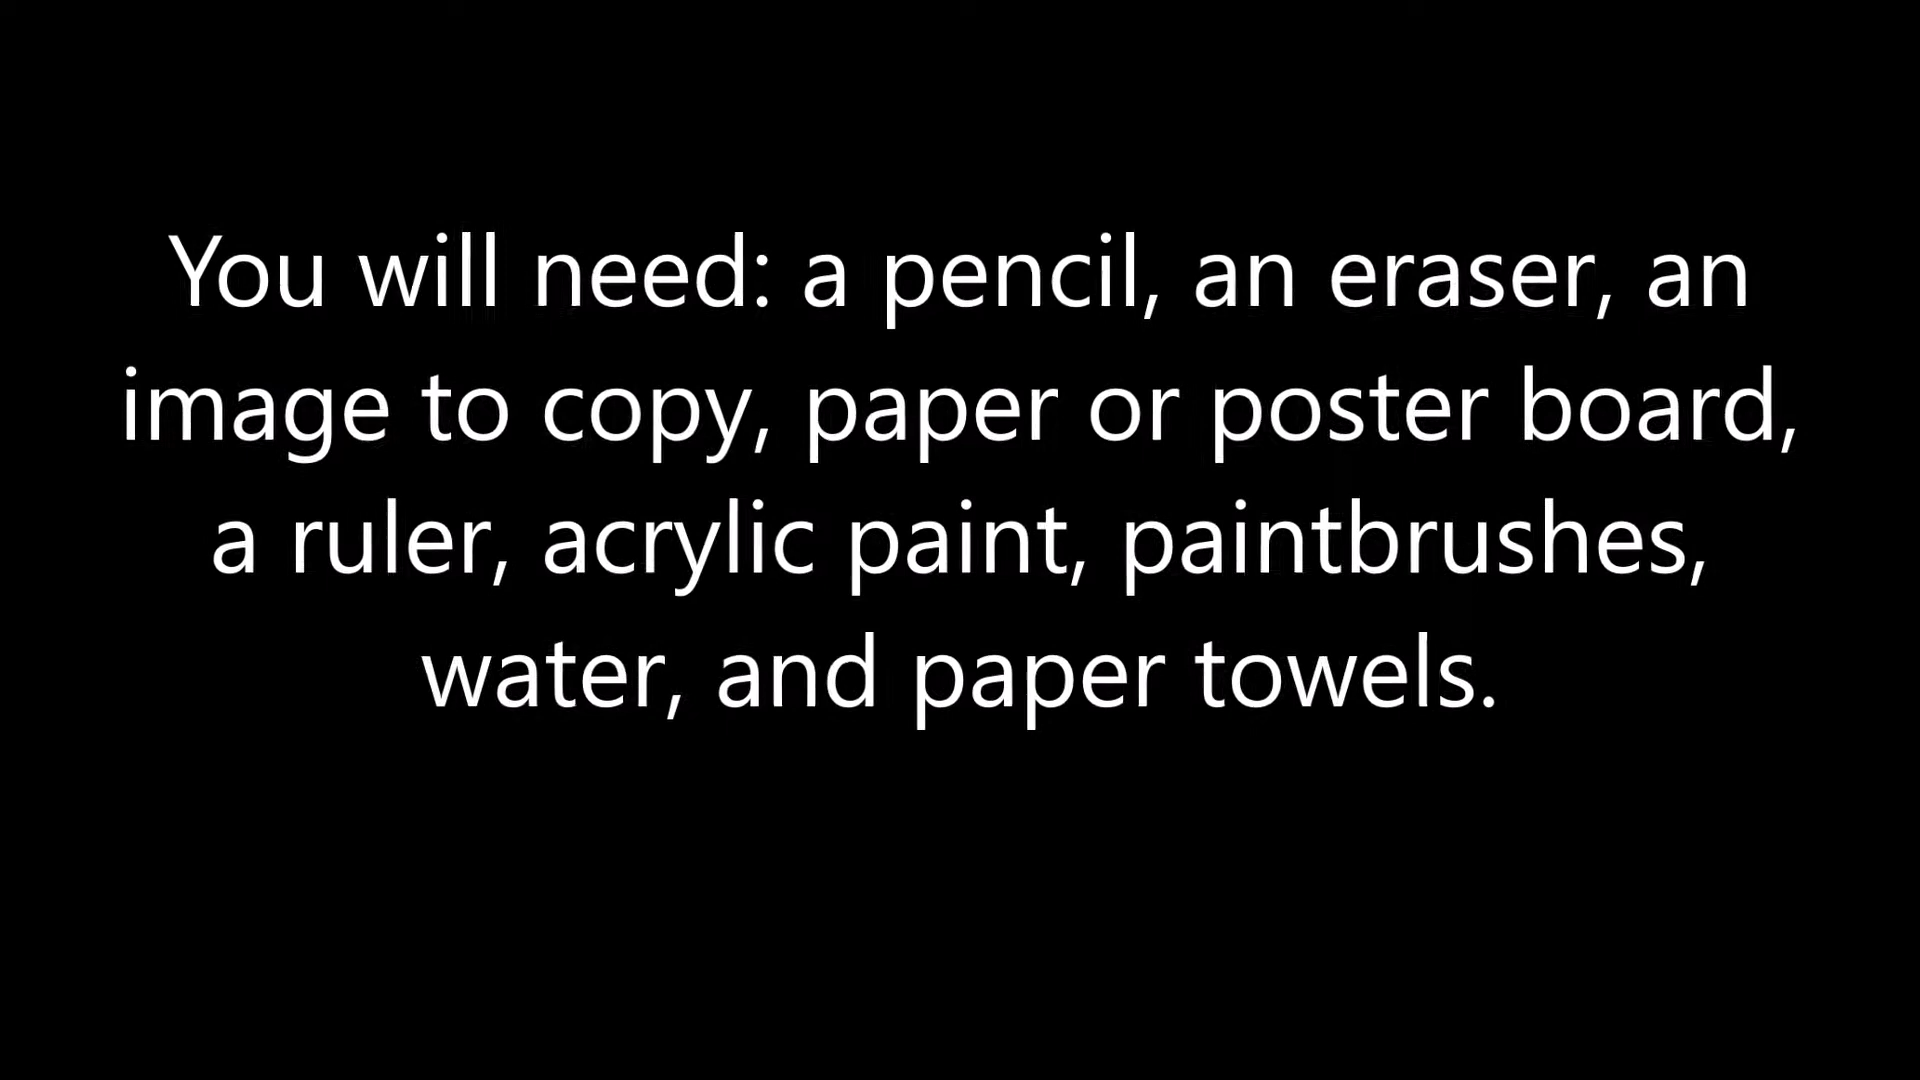 You will need: a pencil, an eraser, an
image to copy, paper or poster board,
a ruler, acrylic paint, paintbrushes,
water, and paper towels.